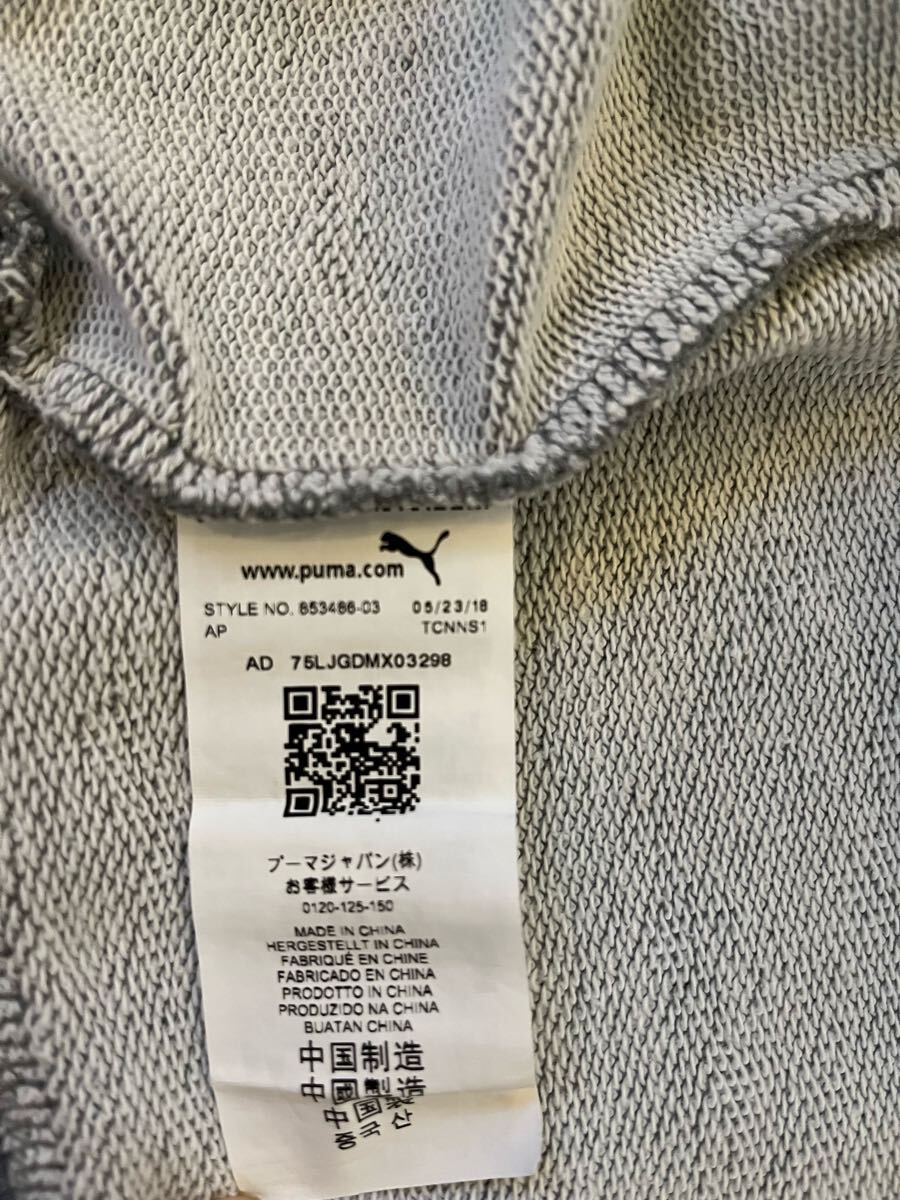 www.puma.com
STYLE NO. 853486-03 05/23/18
AP TCNNS1
AD 75LJGDMX03298
プーマジャパン(株)
お客様サービス
0120-125-150
MADE IN CHINA
HERGESTELLT IN CHINA
FABRIQUÉ EN CHINE
FABRICADO EN CHINA
PRODOTTO IN CHINA
PRODUZIDO NA CHINA
BUATAN CHINA
中国制造
中國製造
中国製
중국산